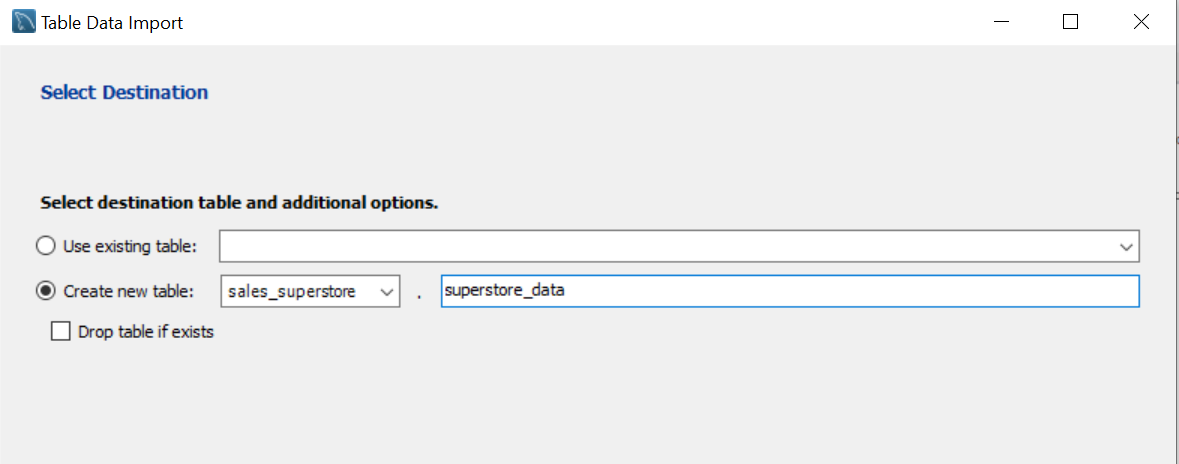 Table Data Import
Select Destination
Select destination table and additional options.
Use existing table:
Create new table: sales_superstore . superstore_data
Drop table if exists